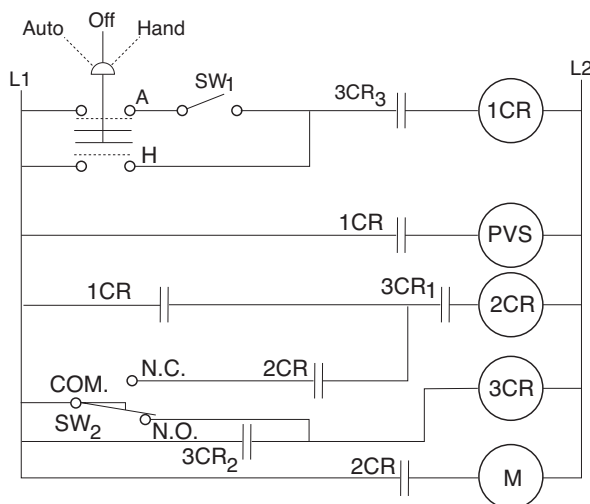 Off
Auto Hand
L1 L2
SW1
A 3CR3 1CR
H
1CR PVS
1CR 3CR1 2CR
N.C. 2CR
COM. 3CR
SW2 N.O.
3CR2 2CR M